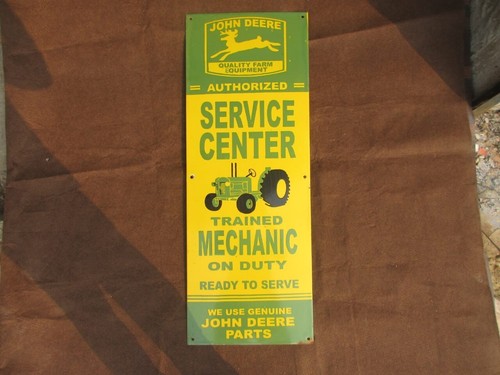 JOHN DEERE
QUALITY FARM
EQUIPMENT
AUTHORIZED
SERVICE
CENTER
TRAINED
MECHANIC
ON DUTY
READY TO SERVE
WE USE GENUINE
JOHN DEERE
PARTS